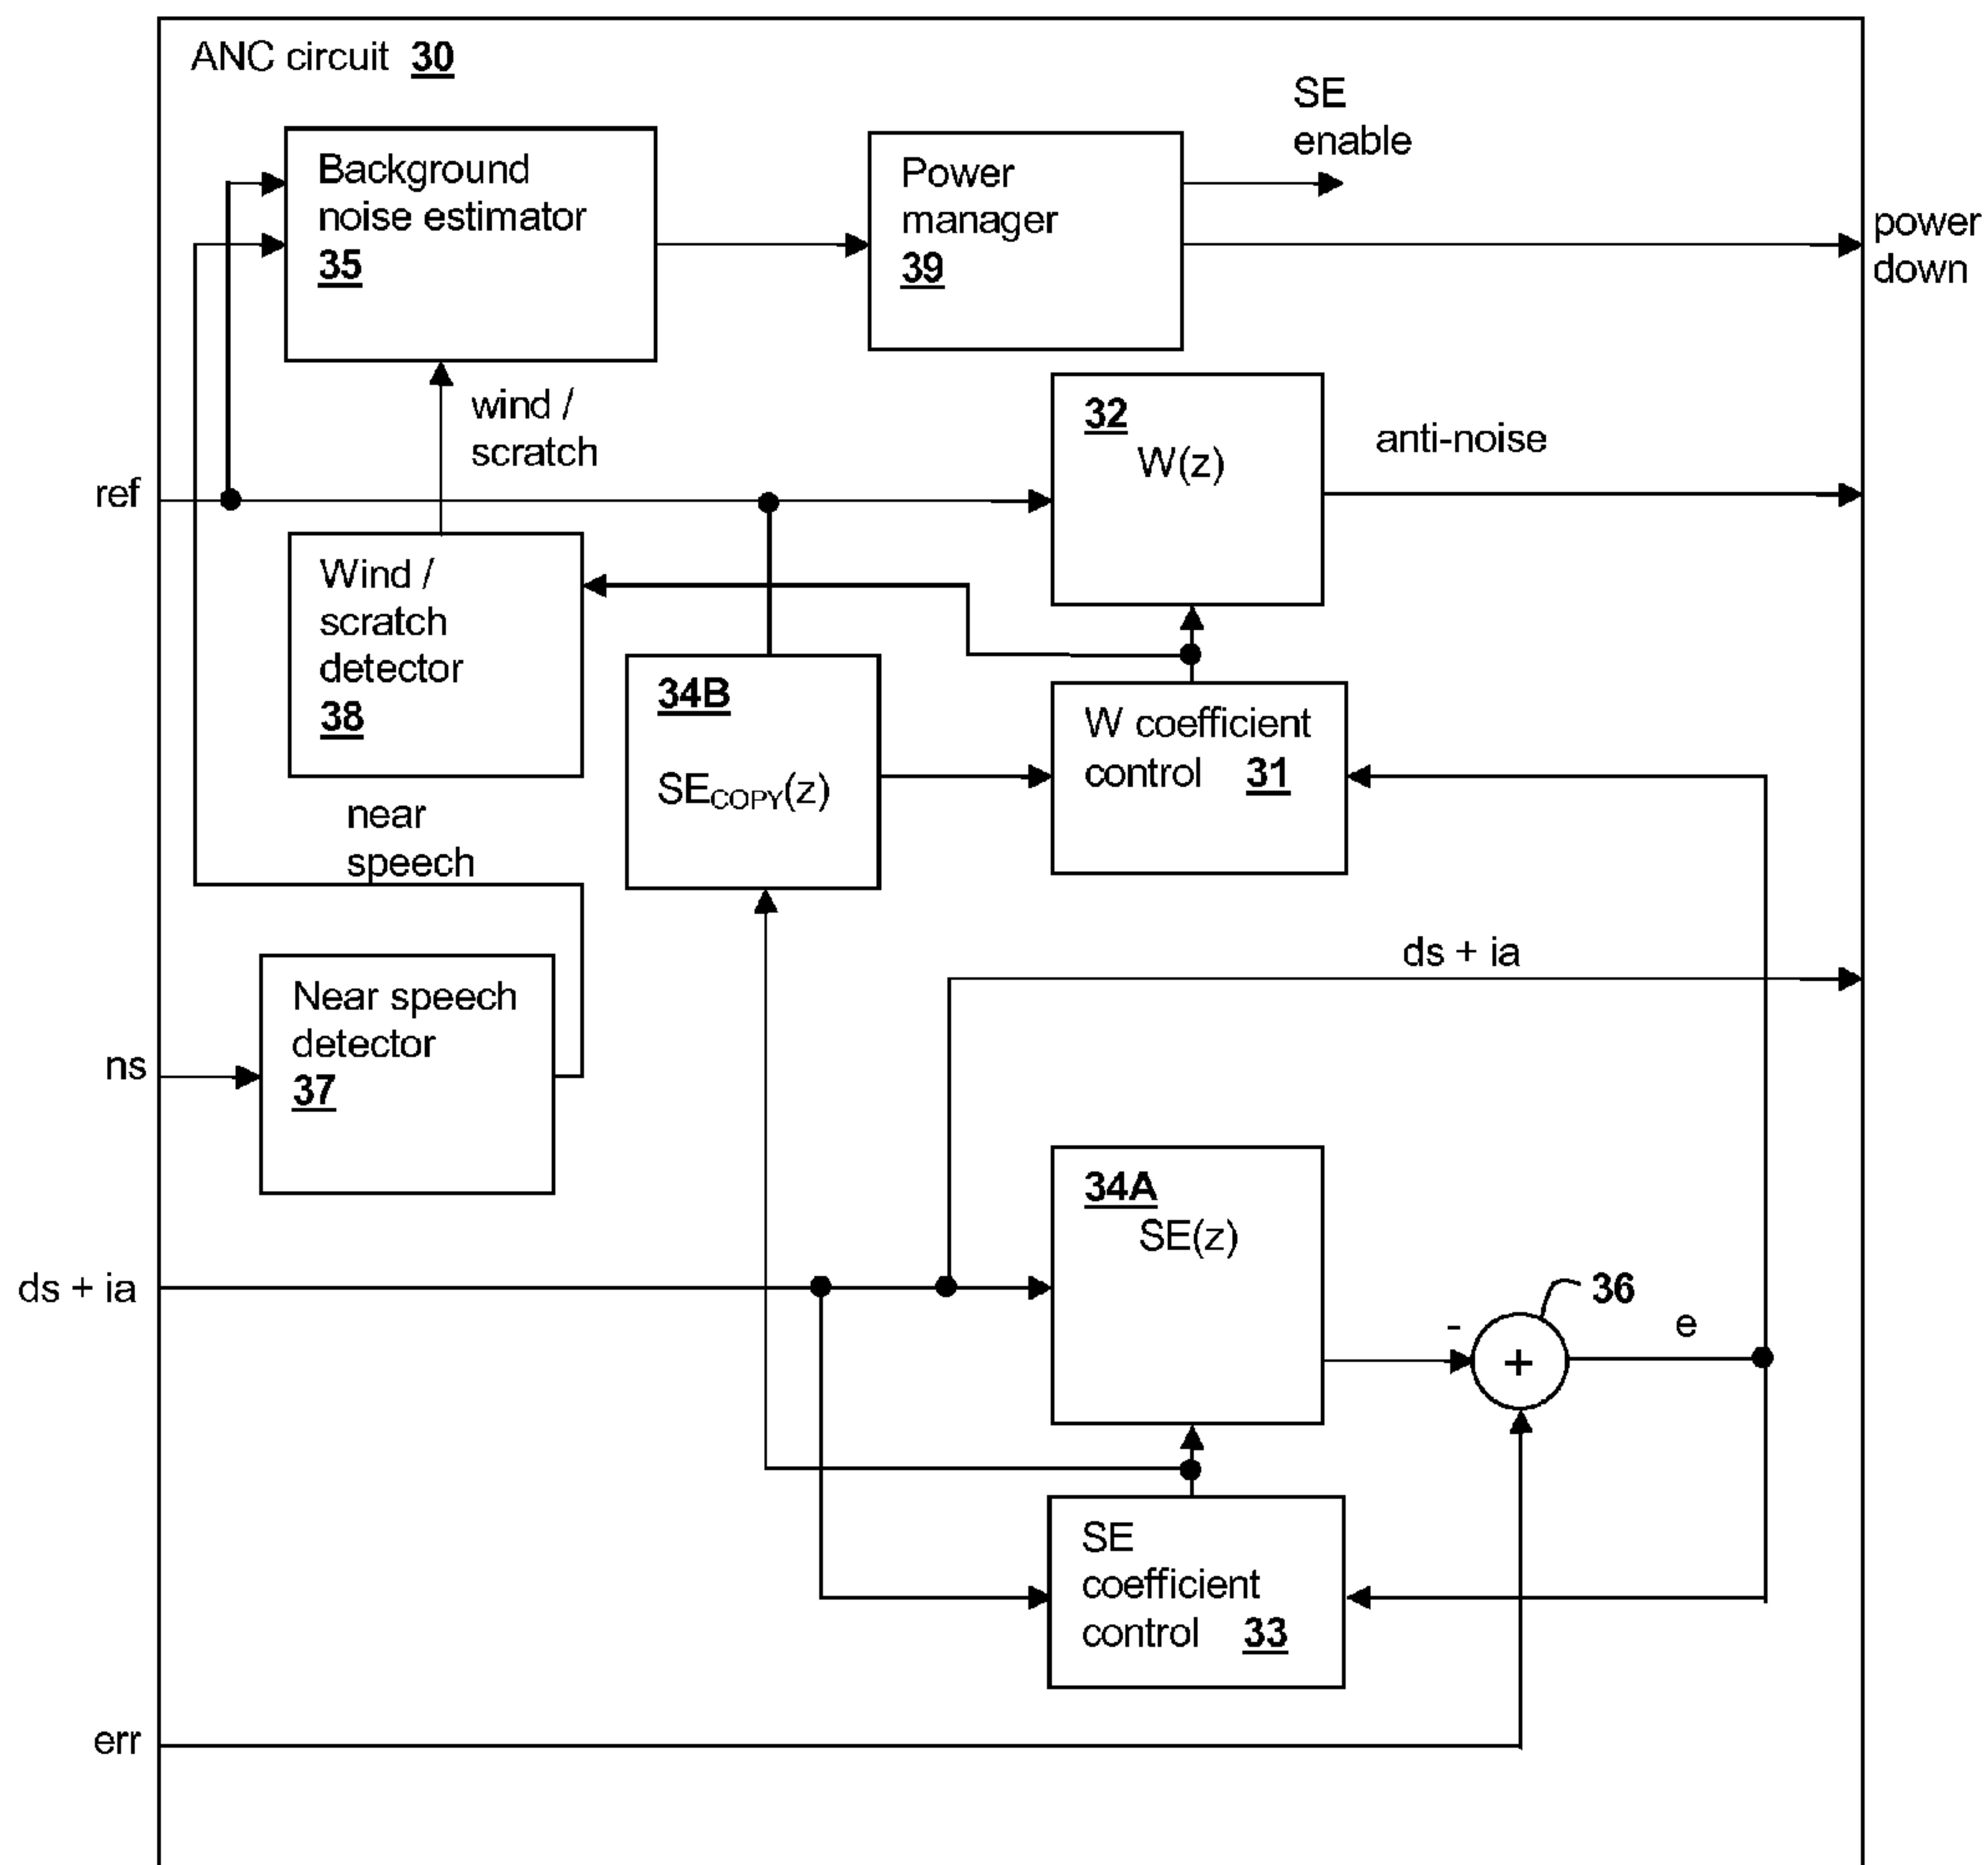 ANC circuit 30
SE
enable
Background
noise estimator
35
Power
manager
39
power
down
wind /
scratch
32
W(z)
anti-noise
ref
Wind /
scratch
detector
38
34B
SECOPY(z)
W coefficient
control 31
near
speech
ds + ia
Near speech
detector
37
ns
34A
SE(z)
ds + ia
36
-
e
+
SE
coefficient
control 33
err